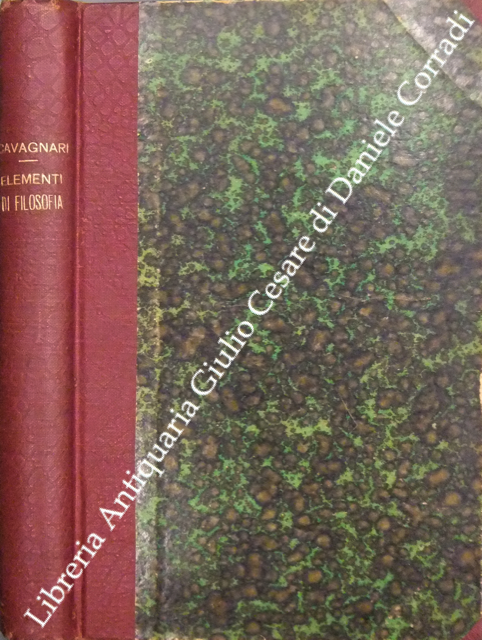 CAVAGNARI
ELEMENTI
DI FILOSOFIA
Libreria Antiquaria Giulio Cesare di Daniele Corradi